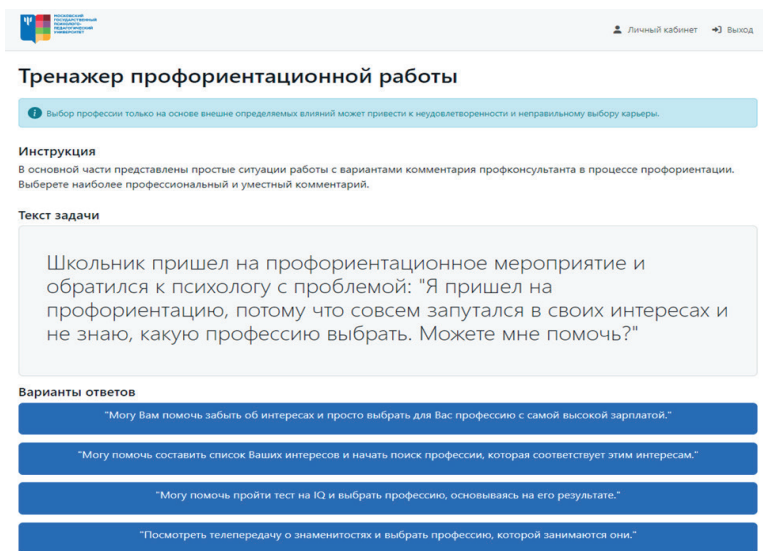 МОСКОВСКИЙ
ГОСУДАРСТВЕННЫЙ
ПСИХОЛОГО-
ПЕДАГОГИЧЕСКИЙ
УНИВЕРСИТЕТ
Личный кабинет
Выход
Тренажер профориентационной работы
Выбор профессии только на основе внешне определяемых влияний может привести к неудовлетворенности и неправильному выбору карьеры.
Инструкция
В основной части представлены простые ситуации работы с вариантами комментария профконсультанта в процессе профориентации.
Выберете наиболее профессиональный и уместный комментарий.
Текст задачи
Школьник пришел на профориентационное мероприятие и
обратился к психологу с проблемой: "Я пришел на
профориентацию, потому что совсем запутался в своих интересах и
не знаю, какую профессию выбрать. Можете мне помочь?"
Варианты ответов
"Могу Вам помочь забыть об интересах и просто выбрать для Вас профессию с самой высокой зарплатой."
"Могу помочь составить список Ваших интересов и начать поиск профессии, которая соответствует этим интересам."
"Могу помочь пройти тест на IQ и выбрать профессию, основываясь на его результате."
"Посмотреть телепередачу о знаменитостях и выбрать профессию, которой занимаются они."